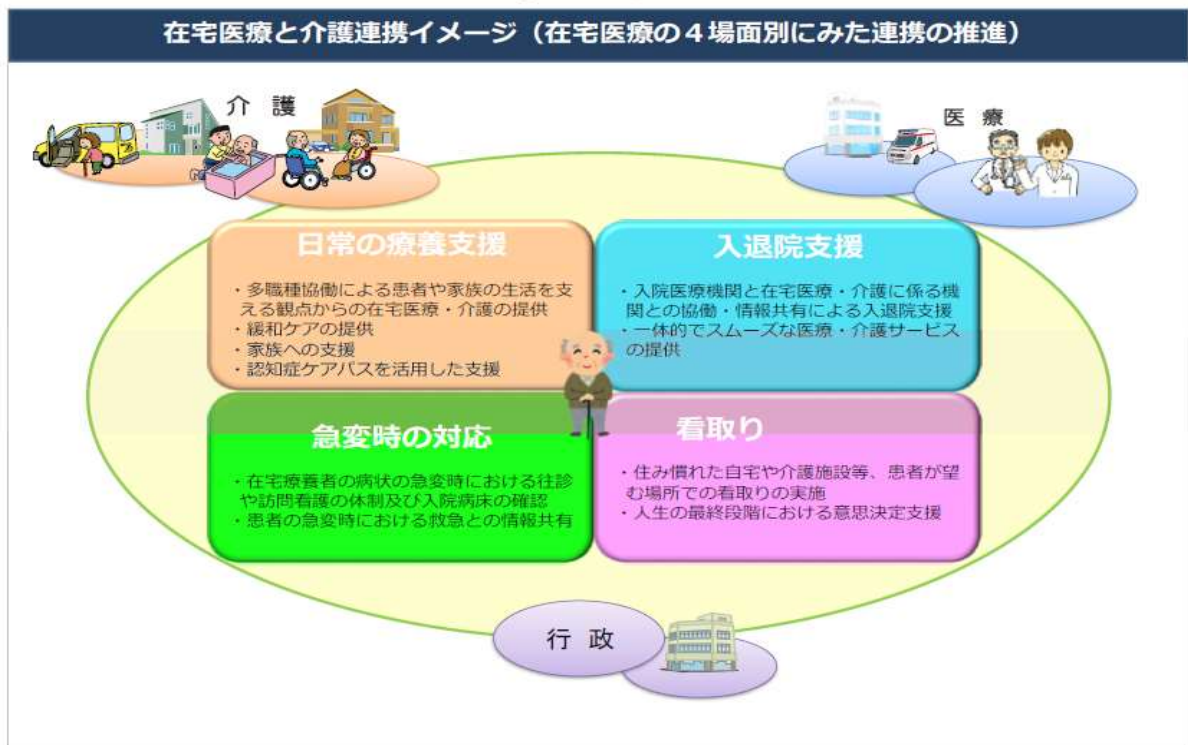 在宅医療と介護連携イメージ（在宅医療の４場面別にみた連携の推進）
介 護
医 療
日常の療養支援
・多職種協働による患者や家族の生活を支
える観点からの在宅医療・介護の提供
・緩和ケアの提供
・家族への支援
・認知症ケアパスを活用した支援
入退院支援
・入院医療機関と在宅医療・介護に係る機
関との協働・情報共有による入退院支援
・一体的でスムーズな医療・介護サービス
の提供
急変時の対応
・在宅療養者の病状の急変時における往診
や訪問看護の体制及び入院病床の確認
・患者の急変時における救急との情報共有
看取り
・住み慣れた自宅や介護施設等、患者が望
む場所での看取りの実施
・人生の最終段階における意思決定支援
行 政